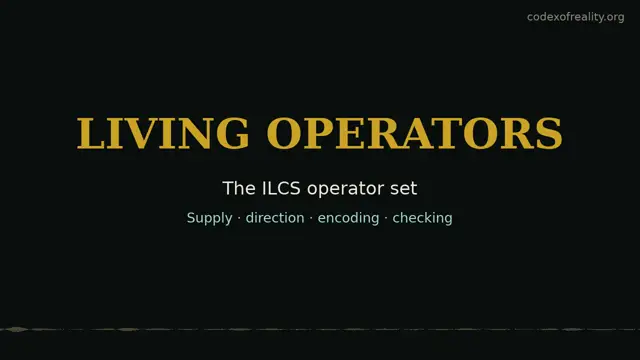 codexofreality.org
LIVING OPERATORS
The ILCS operator set
Supply · direction · encoding · checking